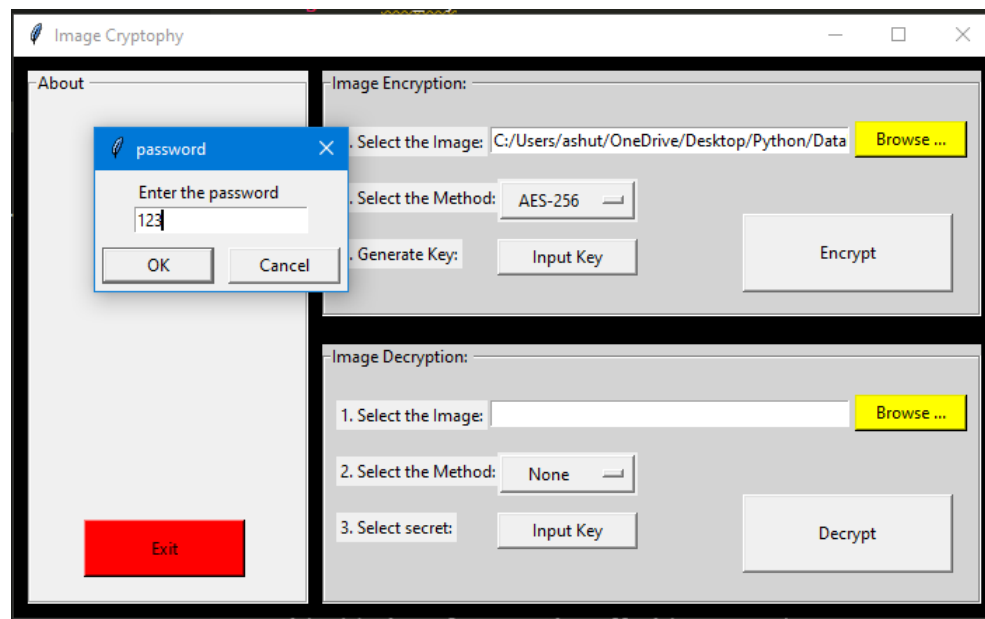 Image Cryptophy
About
password
Enter the password
123
OK Cancel
Exit
Image Encryption:
. Select the Image: C:/Users/ashut/OneDrive/Desktop/Python/Data Browse ...
. Select the Method: AES-256
. Generate Key: Input Key
Encrypt
Image Decryption:
1. Select the Image: Browse ...
2. Select the Method: None
3. Select secret: Input Key
Decrypt